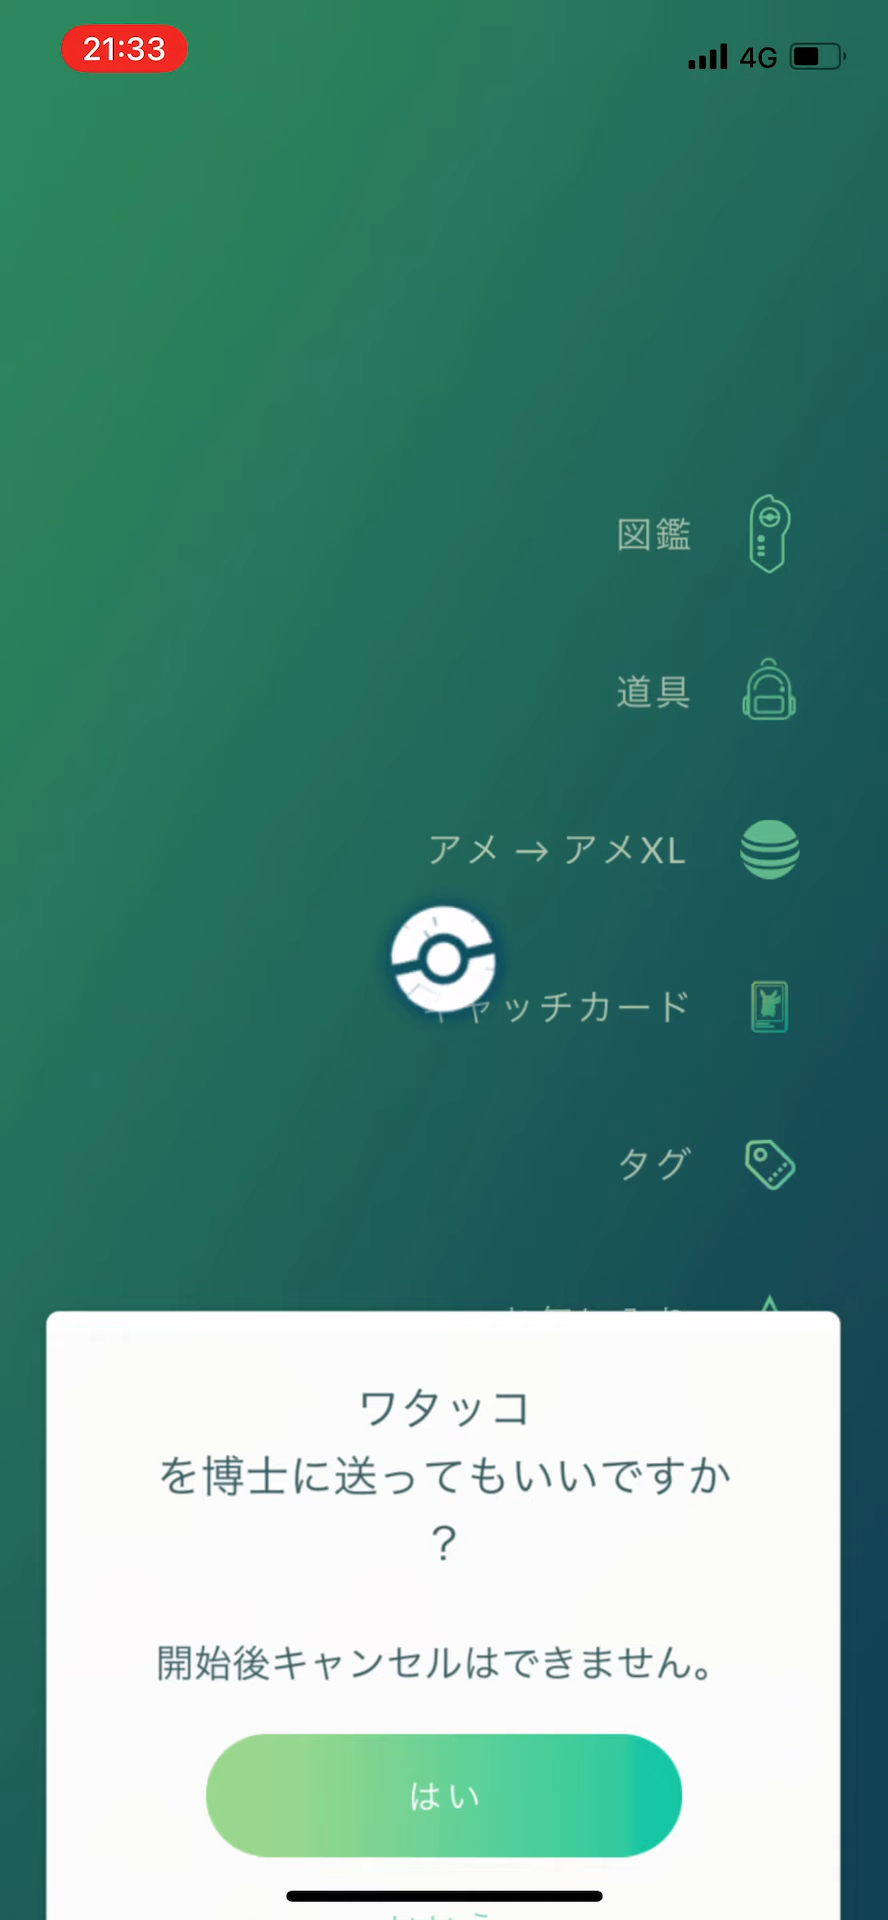 21:33
4G
図鑑
道具
アメ → アメXL
キャッチカード
タグ
ワタッコ
を博士に送ってもいいですか
?
開始後キャンセルはできません。
はい